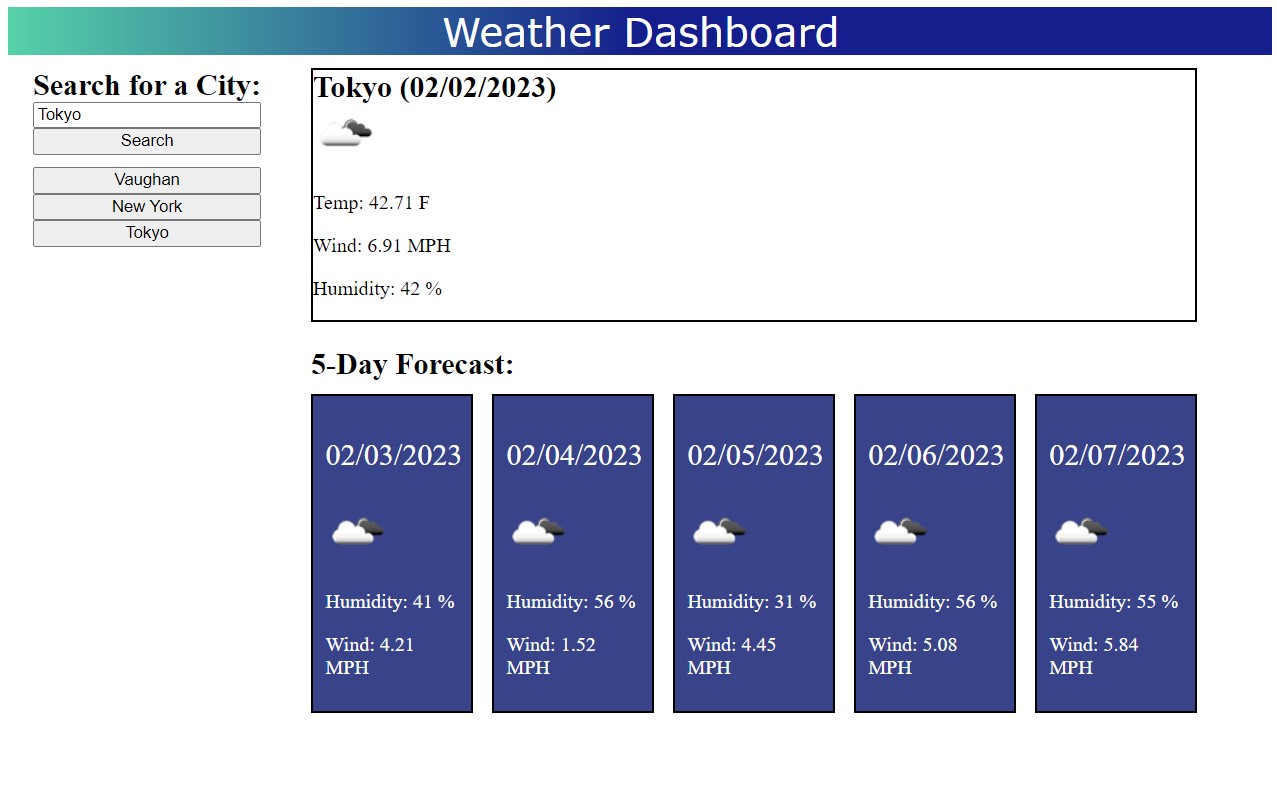 Weather Dashboard
Search for a City:
Tokyo
Search
Vaughan
New York
Tokyo
Tokyo (02/02/2023)
Temp: 42.71 F
Wind: 6.91 MPH
Humidity: 42 %
5-Day Forecast:
02/03/2023
Humidity: 41 %
Wind: 4.21
MPH
02/04/2023
Humidity: 56 %
Wind: 1.52
MPH
02/05/2023
Humidity: 31 %
Wind: 4.45
MPH
02/06/2023
Humidity: 56 %
Wind: 5.08
MPH
02/07/2023
Humidity: 55 %
Wind: 5.84
MPH